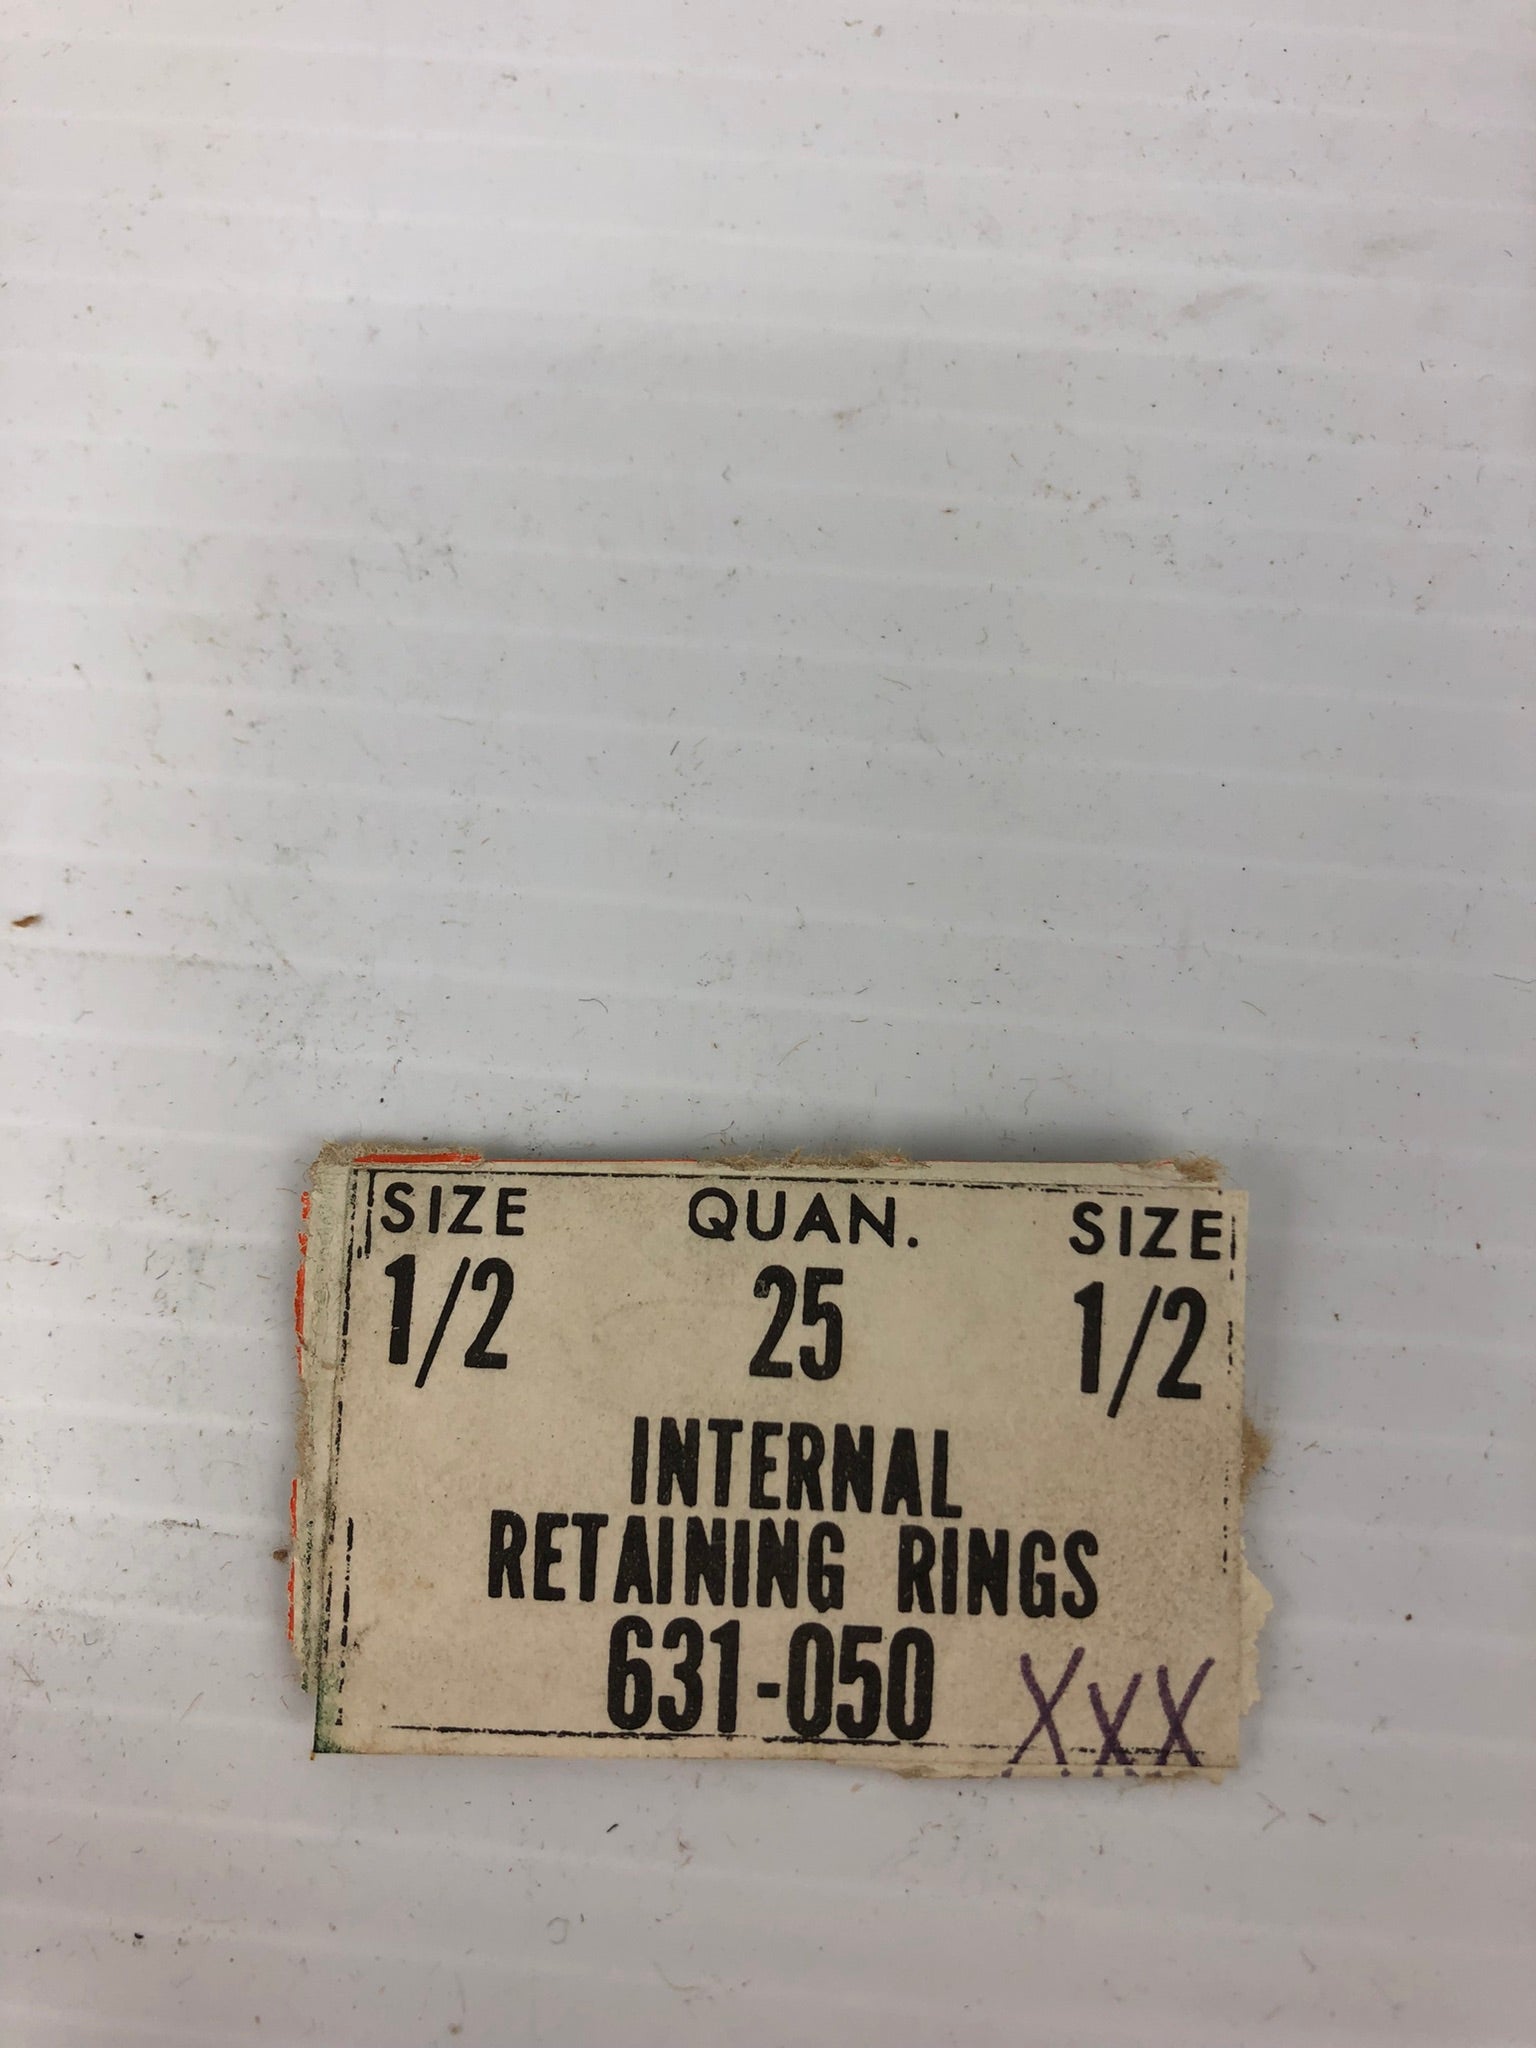 SIZE QUAN. SIZE
1/2 25 1/2
INTERNAL
RETAINING RINGS
631-050 XXX